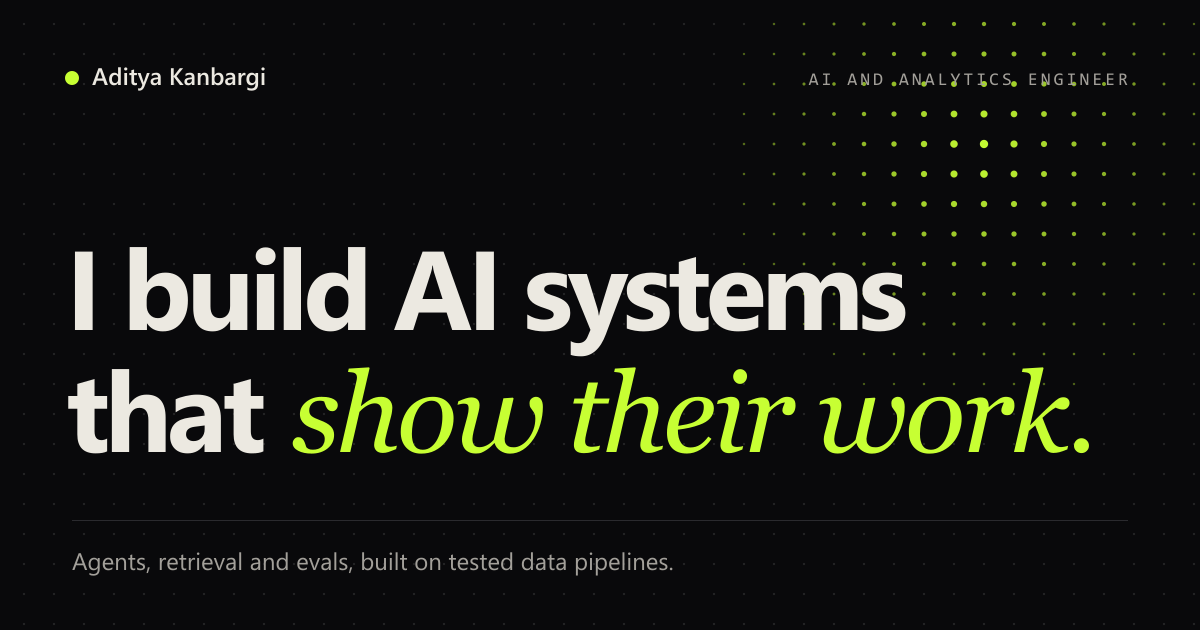 Aditya Kanbargi
AI AND ANALYTICS ENGINEER
I build AI systems
that show their work.
Agents, retrieval and evals, built on tested data pipelines.